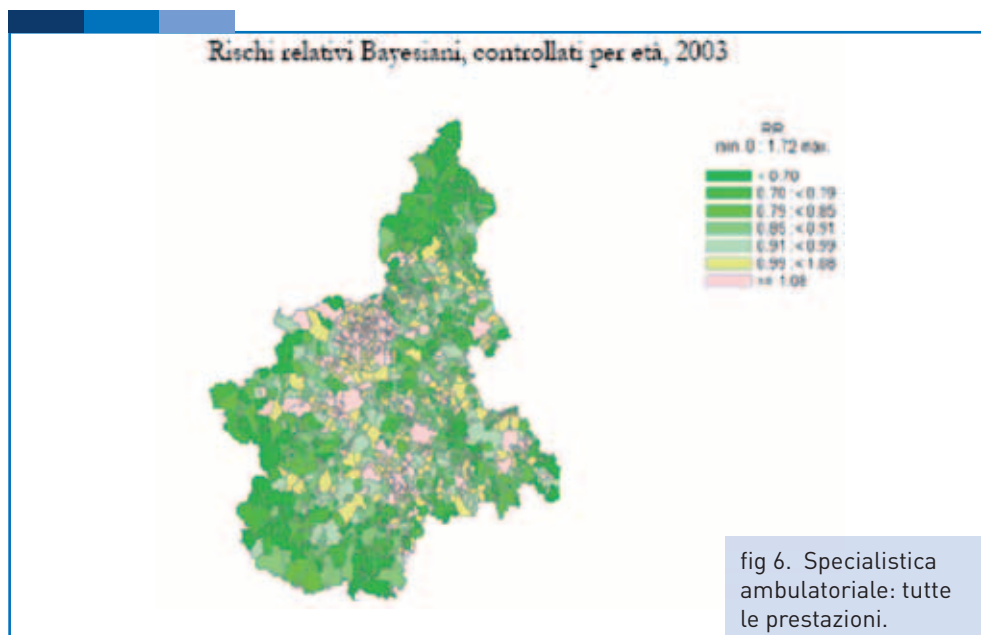 Rischi relativi Bayesiani, controllati per età, 2003
min. 0 : 1.72 max.
< 0.70
0.70 : < 0.79
0.79 : < 0.85
0.85 : < 0.91
0.91 : < 0.99
0.99 : < 1.08
>= 1.08
fig 6. Specialistica
ambulatoriale: tutte
le prestazioni.